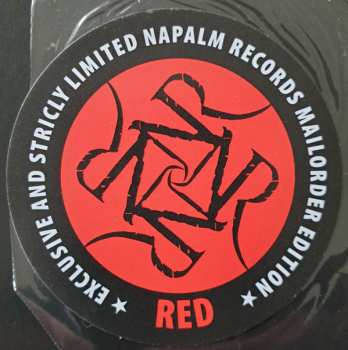 ★ EXCLUSIVE AND STRICLY LIMITED NAPALM RECORDS MAILORDER EDITION ★
RED